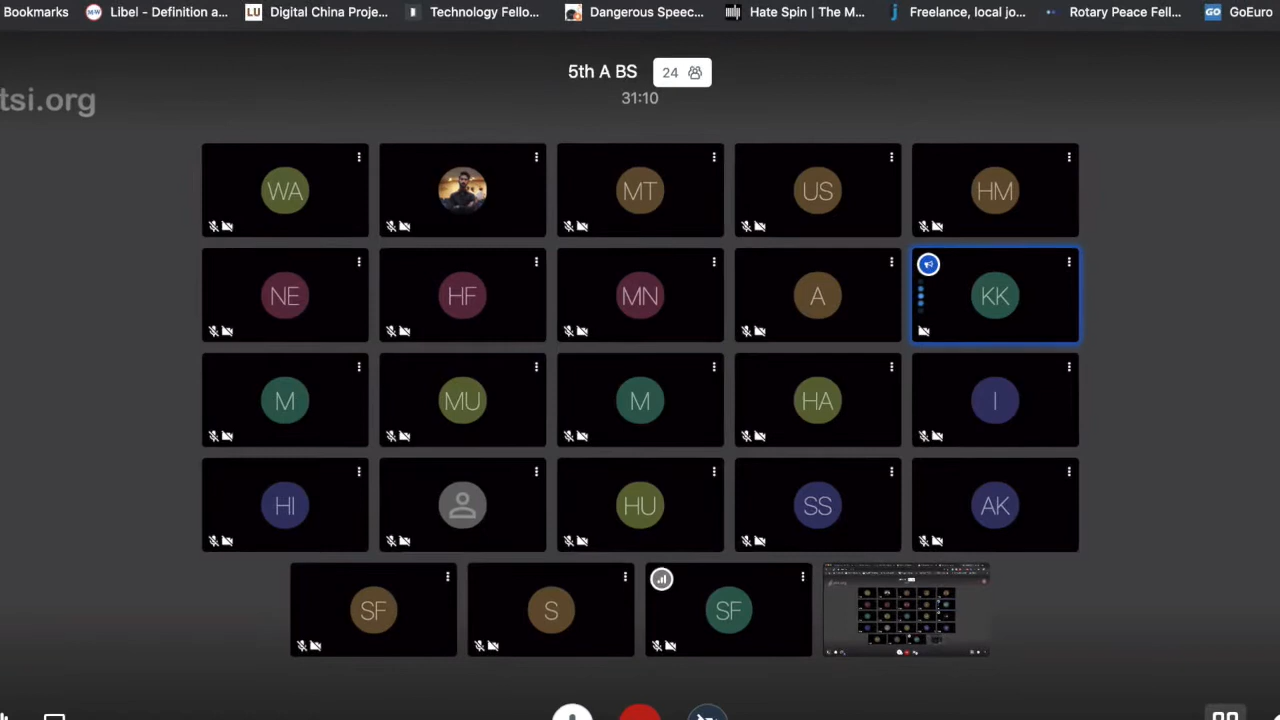 Bookmarks Libel - Definition a... LU Digital China Proje... Technology Fello... Dangerous Speec... Hate Spin | The M... j Freelance, local jo... Rotary Peace Fell... GO GoEuro
5th A BS 24
31:10
tsi.org
WA MT US HM
NE HF MN A KK
M MU M HA I
HI HU SS AK
SF S SF